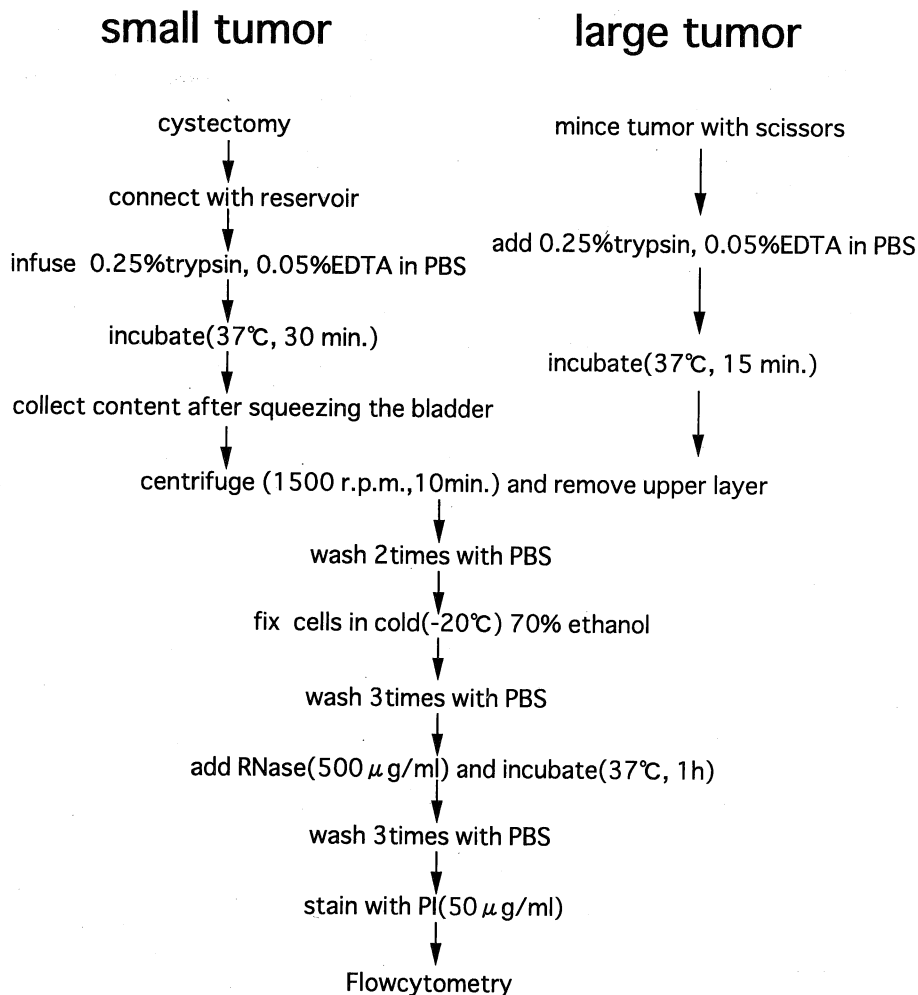 small tumor
large tumor
cystectomy
mince tumor with scissors
connect with reservoir
add 0.25%trypsin, 0.05%EDTA in PBS
infuse 0.25%trypsin, 0.05%EDTA in PBS
incubate(37℃, 30 min.)
incubate(37℃, 15 min.)
collect content after squeezing the bladder
centrifuge (1500 r.p.m.,10min.) and remove upper layer
wash 2times with PBS
fix cells in cold(-20℃) 70% ethanol
wash 3times with PBS
add RNase(500μg/ml) and incubate(37℃, 1h)
wash 3times with PBS
stain with PI(50μg/ml)
Flowcytometry